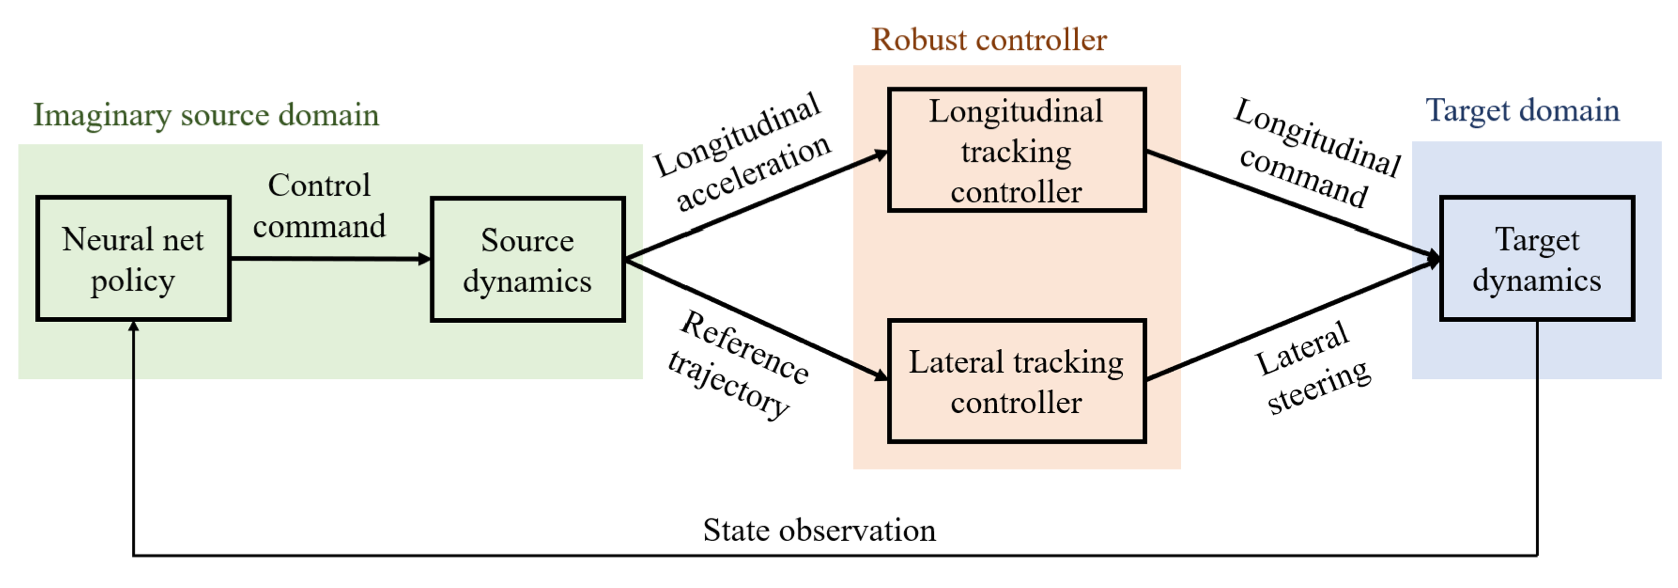 Robust controller
Imaginary source domain
Target domain
Neural net
policy
Control
command
Source
dynamics
Longitudinal
acceleration
Reference
trajectory
Longitudinal
tracking
controller
Lateral tracking
controller
Longitudinal
command
Lateral
steering
Target
dynamics
State observation